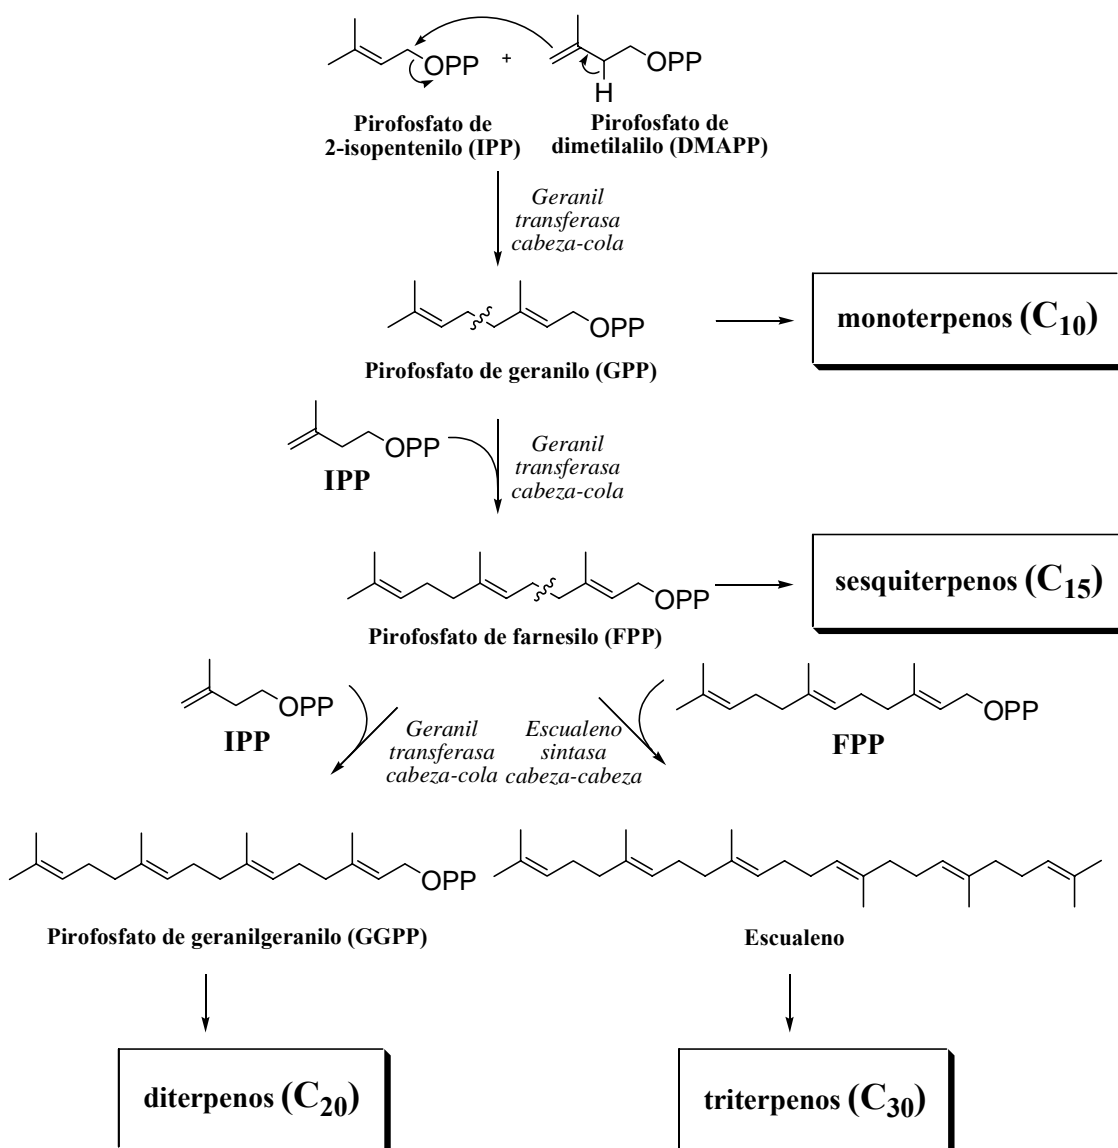 OPP
+
OPP
H
Pirofosfato de
2-isopentenilo (IPP)
Pirofosfato de
dimetilalilo (DMAPP)
Geranil
transferasa
cabeza-cola
OPP
monoterpenos (C10)
Pirofosfato de geranilo (GPP)
OPP
IPP
Geranil
transferasa
cabeza-cola
OPP
sesquiterpenos (C15)
Pirofosfato de farnesilo (FPP)
OPP
IPP
Geranil
transferasa
cabeza-cola
Escualeno
sintasa
cabeza-cabeza
OPP
FPP
OPP
Pirofosfato de geranilgeranilo (GGPP)
Escualeno
diterpenos (C20)
triterpenos (C30)